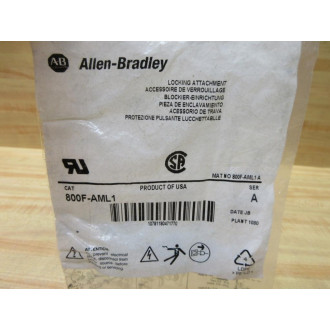 AB Allen-Bradley
LOCKING ATTACHMENT
ACCESSOIRE DE VERROUILLAGE
BLOCKIER-EINRICHTUNG
PIEZA DE ENCLAVAMIENTO
ACESSORIO DE TRAVA
PROTEZIONE PULSANTE LUCCHETTABILE
MAT NO 800F-AML1 A
CAT
PRODUCT OF USA
SER
800F-AML1
A
DATE
PLANT